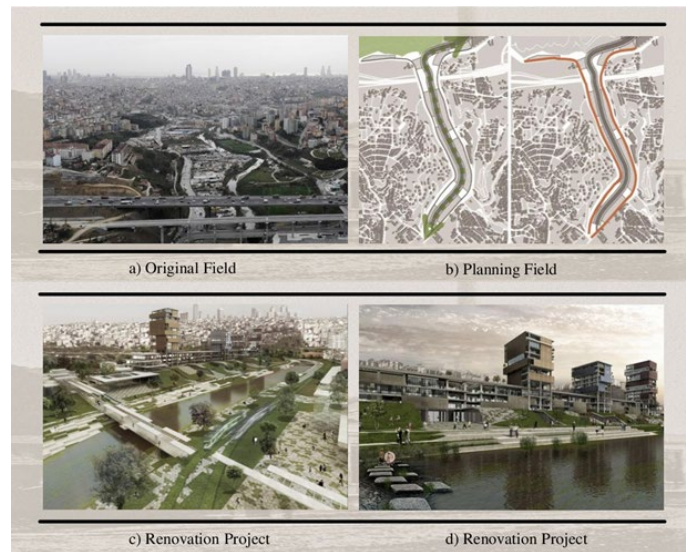 a) Original Field
b) Planning Field
c) Renovation Project
d) Renovation Project